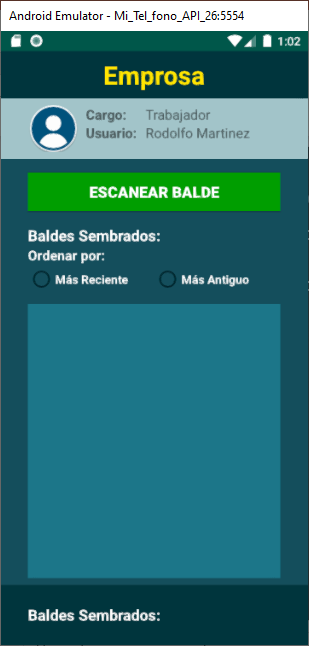 Android Emulator - Mi_Tel_fono_API_26:5554
1:02
Emprosa
Cargo: Trabajador
Usuario: Rodolfo Martinez
ESCANEAR BALDE
Baldes Sembrados:
Ordenar por:
Más Reciente Más Antiguo
Baldes Sembrados: